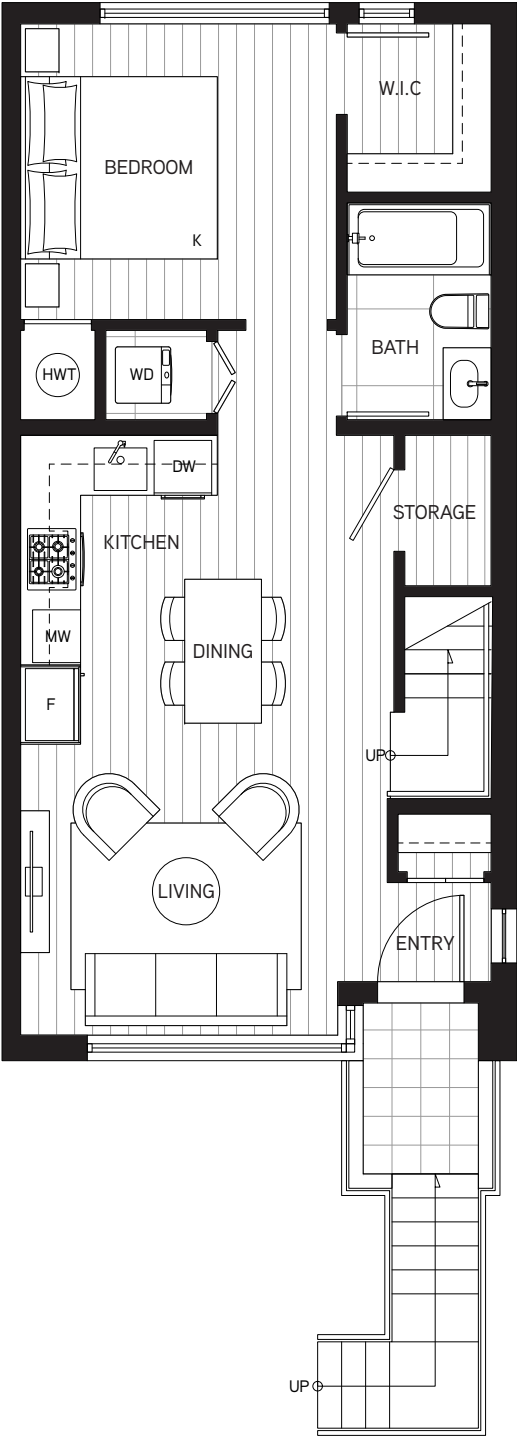 W.I.C
BEDROOM
K
BATH
HWT
WD
DW
STORAGE
KITCHEN
MW
DINING
F
UP
LIVING
ENTRY
UP